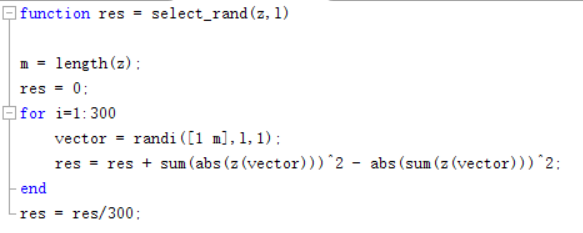 function res = select_rand(z,l)
m = length(z);
res = 0;
for i=1:300
vector = randi([1 m],l,1);
res = res + sum(abs(z(vector)))^2 - abs(sum(z(vector)))^2;
end
res = res/300;